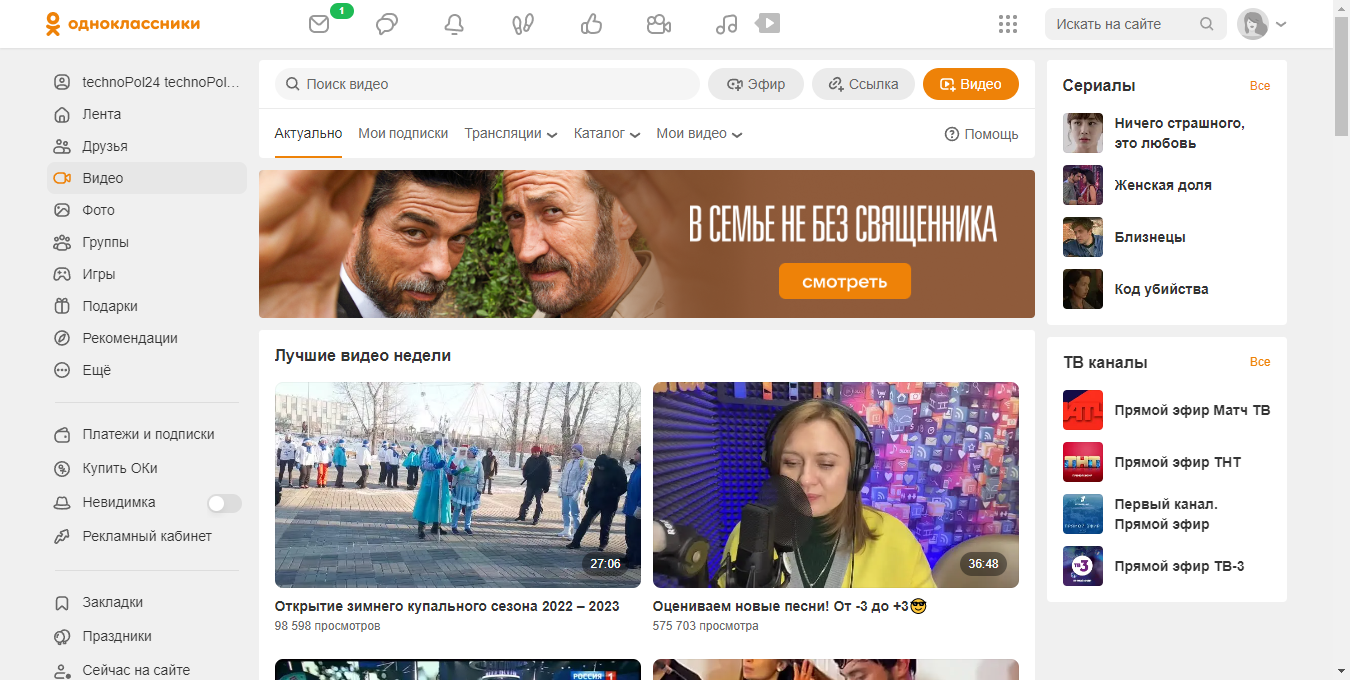 одноклассники
1
Искать на сайте
technoPol24 technoPol…
Лента
Друзья
Видео
Фото
Группы
Игры
Подарки
Рекомендации
Ещё
Платежи и подписки
Купить ОКи
Невидимка
Рекламный кабинет
Закладки
Праздники
Сейчас на сайте
Поиск видео
Эфир
Ссылка
Видео
Актуально
Мои подписки
Трансляции
Каталог
Мои видео
Помощь
В СЕМЬЕ НЕ БЕЗ СВЯЩЕННИКА
смотреть
Лучшие видео недели
27:06
Открытие зимнего купального сезона 2022 – 2023
98 598 просмотров
36:48
Оцениваем новые песни! От -3 до +3😎
575 703 просмотра
РОССИЯ 1
Сериалы
Все
Ничего страшного,
это любовь
Женская доля
Близнецы
Код убийства
ТВ каналы
Все
Прямой эфир Матч ТВ
ТНТ
Прямой эфир ТНТ
Первый канал.
Прямой эфир
ТВ 3
Прямой эфир ТВ-3